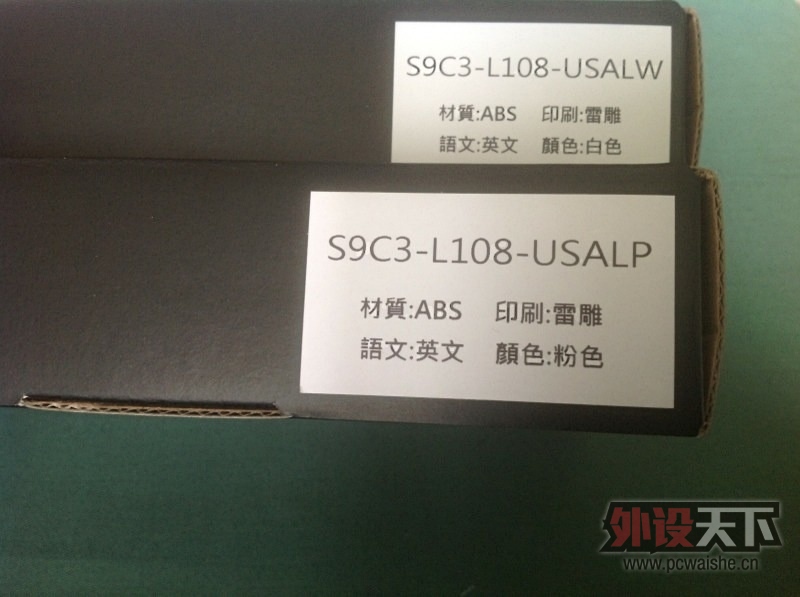 S9C3-L108-USALW
材質:ABS 印刷:雷雕
語文:英文 顏色:白色
S9C3-L108-USALP
材質:ABS 印刷:雷雕
語文:英文 顏色:粉色
外设天下
www.pcwaishe.cn